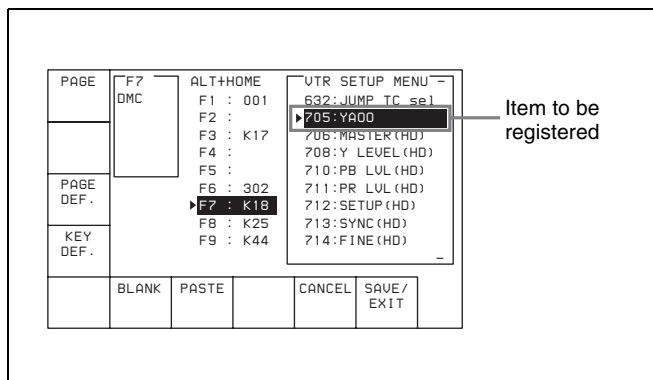 PAGE
PAGE
DEF.
KEY
DEF.
F7
DMC
ALT+HOME
F1 : 001
F2 :
F3 : K17
F4 :
F5 :
F6 : 302
F7 : K18
F8 : K25
F9 : K44
VTR SETUP MENU
632:JUMP TC sel
705:YAOO
706:MASTER(HD)
708:Y LEVEL(HD)
710:PB LVL(HD)
711:PR LVL(HD)
712:SETUP(HD)
713:SYNC(HD)
714:FINE(HD)
BLANK
PASTE
CANCEL
SAVE/
EXIT
Item to be
registered